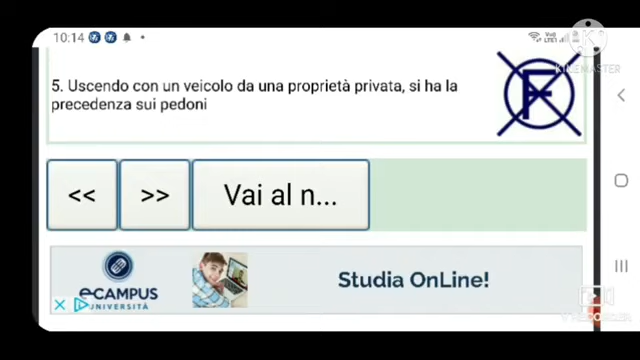 10:14
KINEMASTER
5. Uscendo con un veicolo da una proprietà privata, si ha la
precedenza sui pedoni
F
<<
>>
Vai al n...
eCAMPUS
UNIVERSITÀ
Studia OnLine!